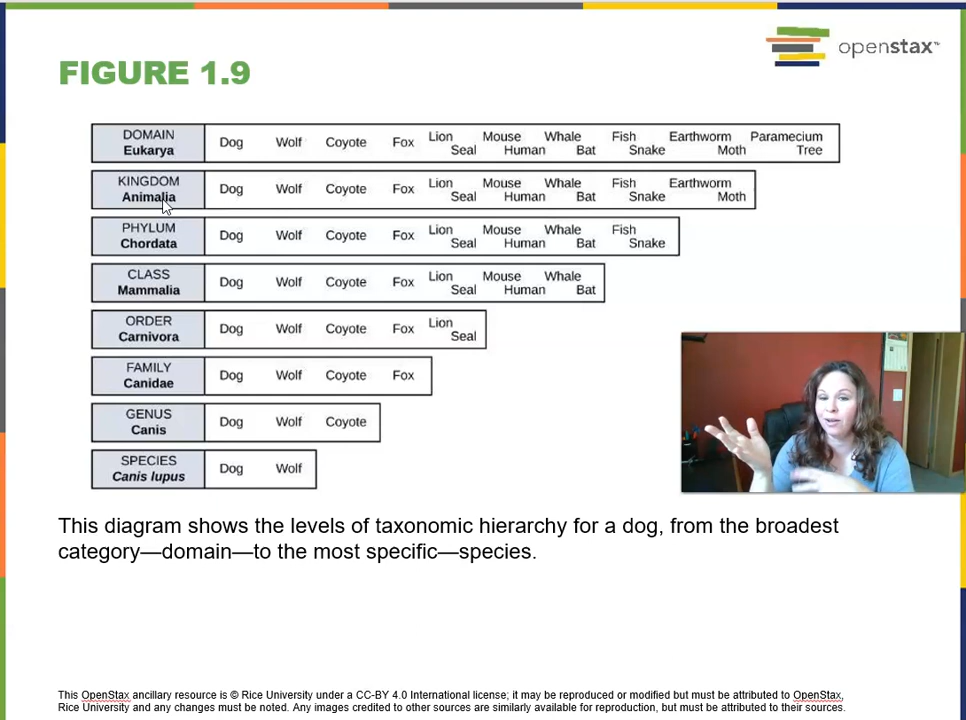 openstax™
FIGURE 1.9
DOMAIN
Eukarya
Dog Wolf Coyote Fox Lion Mouse Whale Fish Earthworm Paramecium
Seal Human Bat Snake Moth Tree
KINGDOM
Animalia
Dog Wolf Coyote Fox Lion Mouse Whale Fish Earthworm
Seal Human Bat Snake Moth
PHYLUM
Chordata
Dog Wolf Coyote Fox Lion Mouse Whale Fish
Seal Human Bat Snake
CLASS
Mammalia
Dog Wolf Coyote Fox Lion Mouse Whale
Seal Human Bat
ORDER
Carnivora
Dog Wolf Coyote Fox Lion
Seal
FAMILY
Canidae
Dog Wolf Coyote Fox
GENUS
Canis
Dog Wolf Coyote
SPECIES
Canis lupus
Dog Wolf
This diagram shows the levels of taxonomic hierarchy for a dog, from the broadest
category—domain—to the most specific—species.
This OpenStax ancillary resource is © Rice University under a CC-BY 4.0 International license; it may be reproduced or modified but must be attributed to OpenStax,
Rice University and any changes must be noted. Any images credited to other sources are similarly available for reproduction, but must be attributed to their sources.